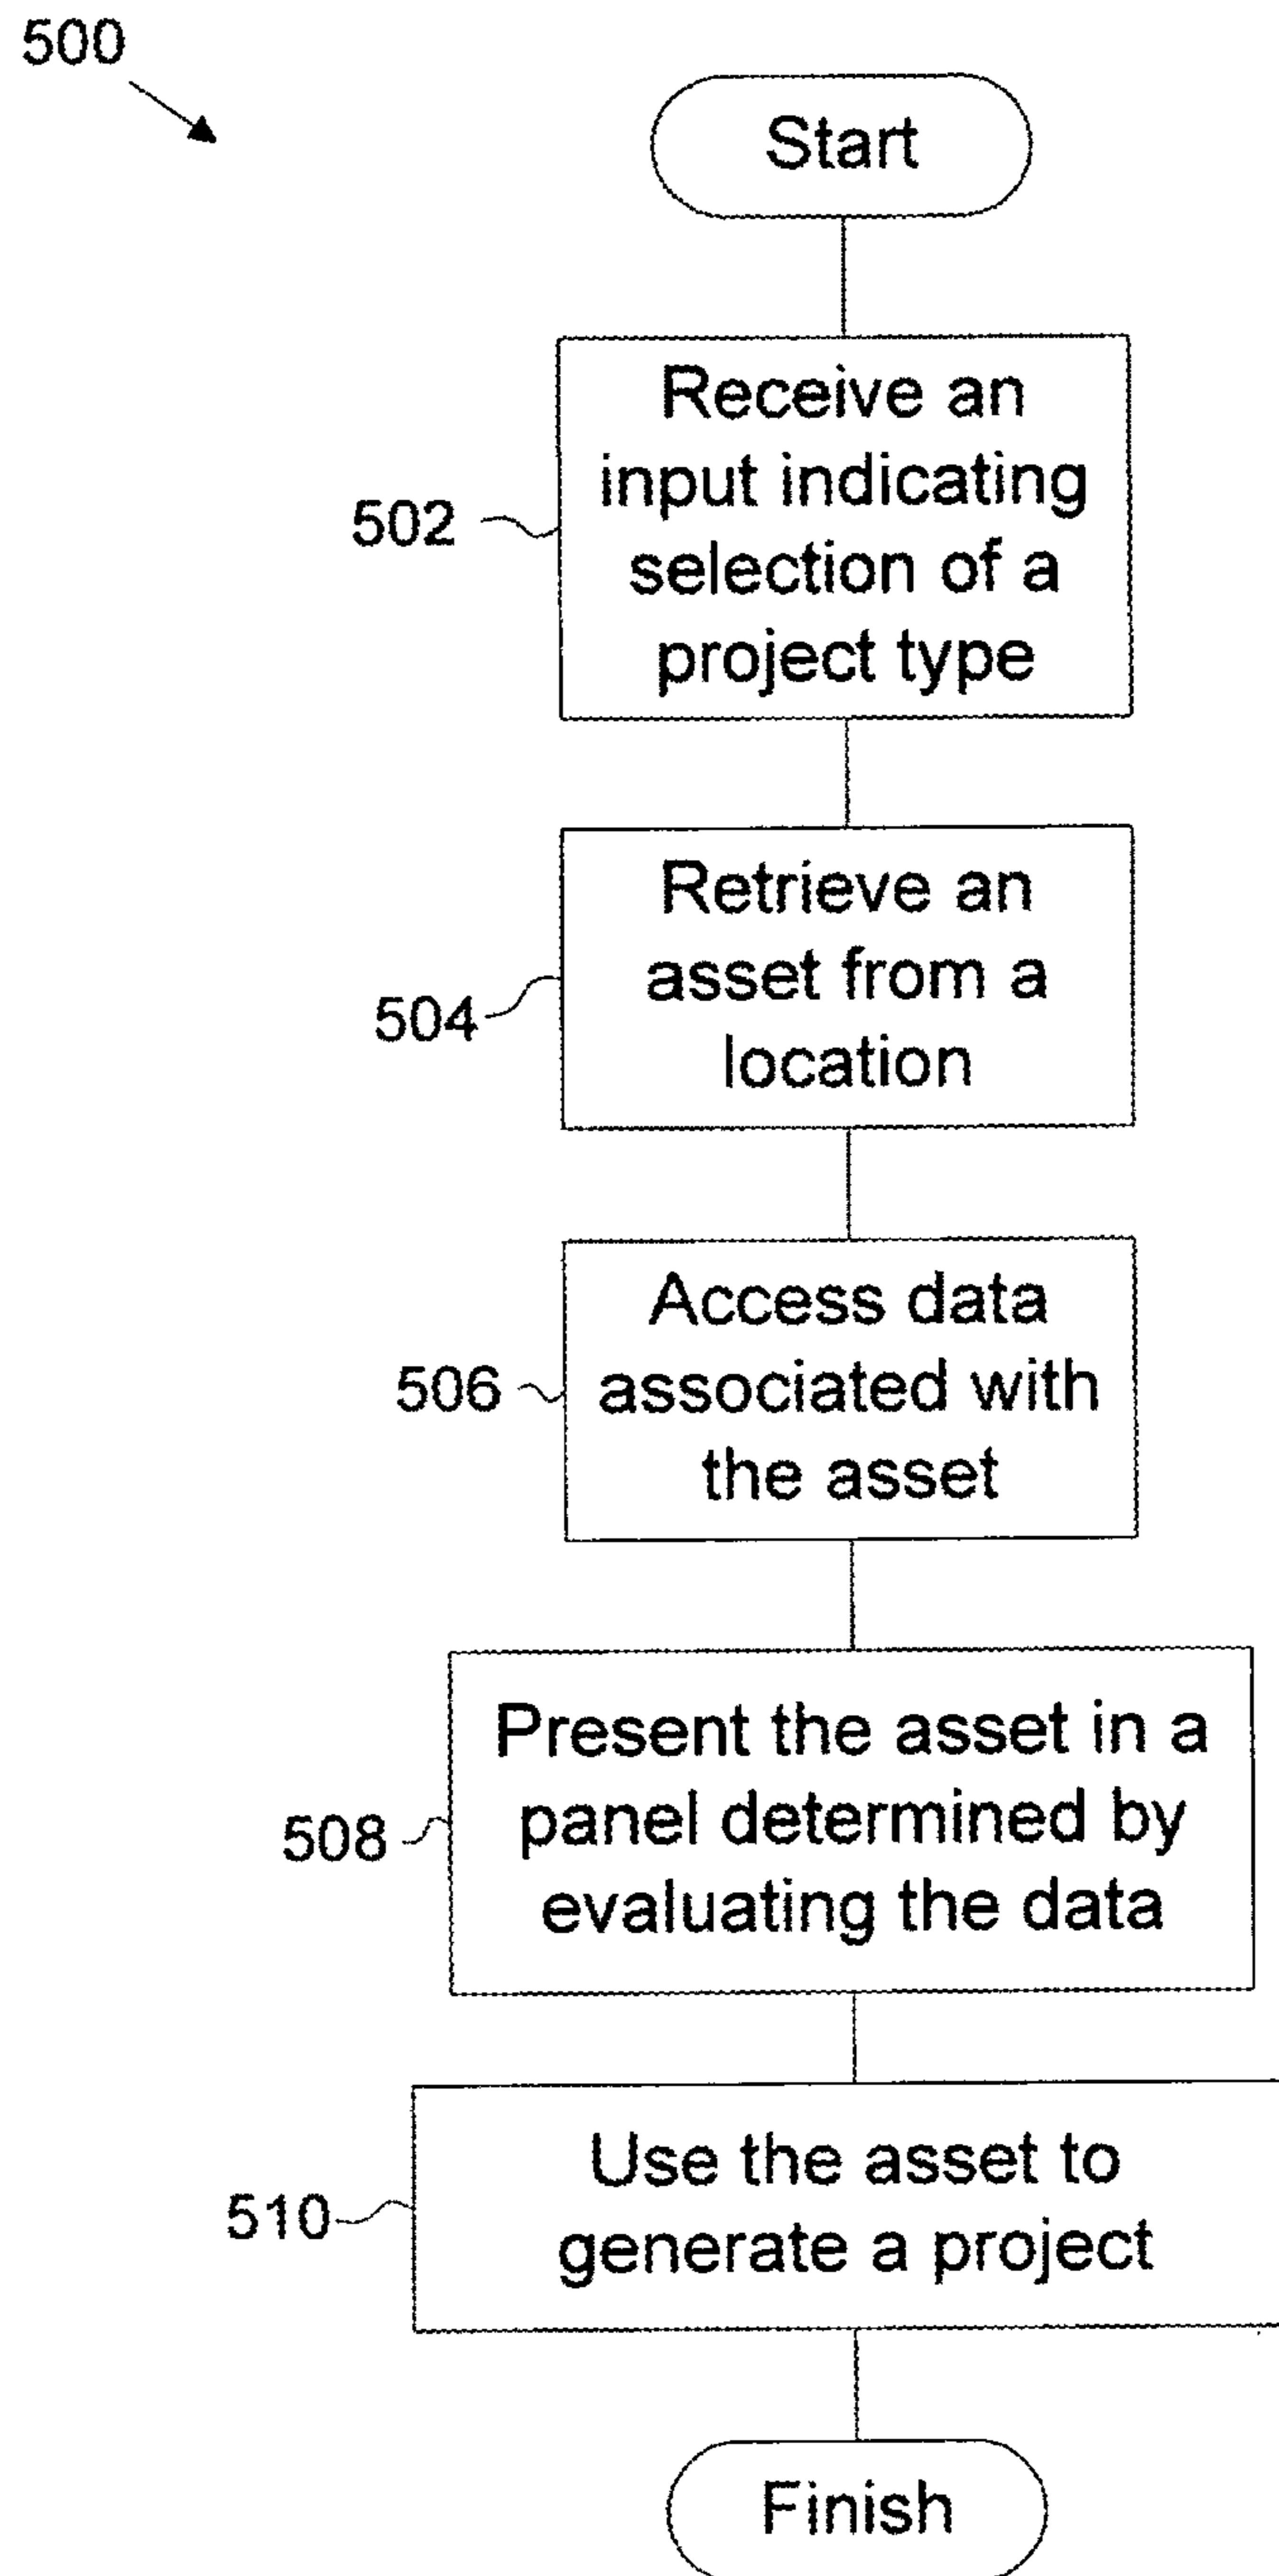 500
Start
502
Receive an
input indicating
selection of a
project type
504
Retrieve an
asset from a
location
506
Access data
associated with
the asset
508
Present the asset in a
panel determined by
evaluating the data
510
Use the asset to
generate a project
Finish